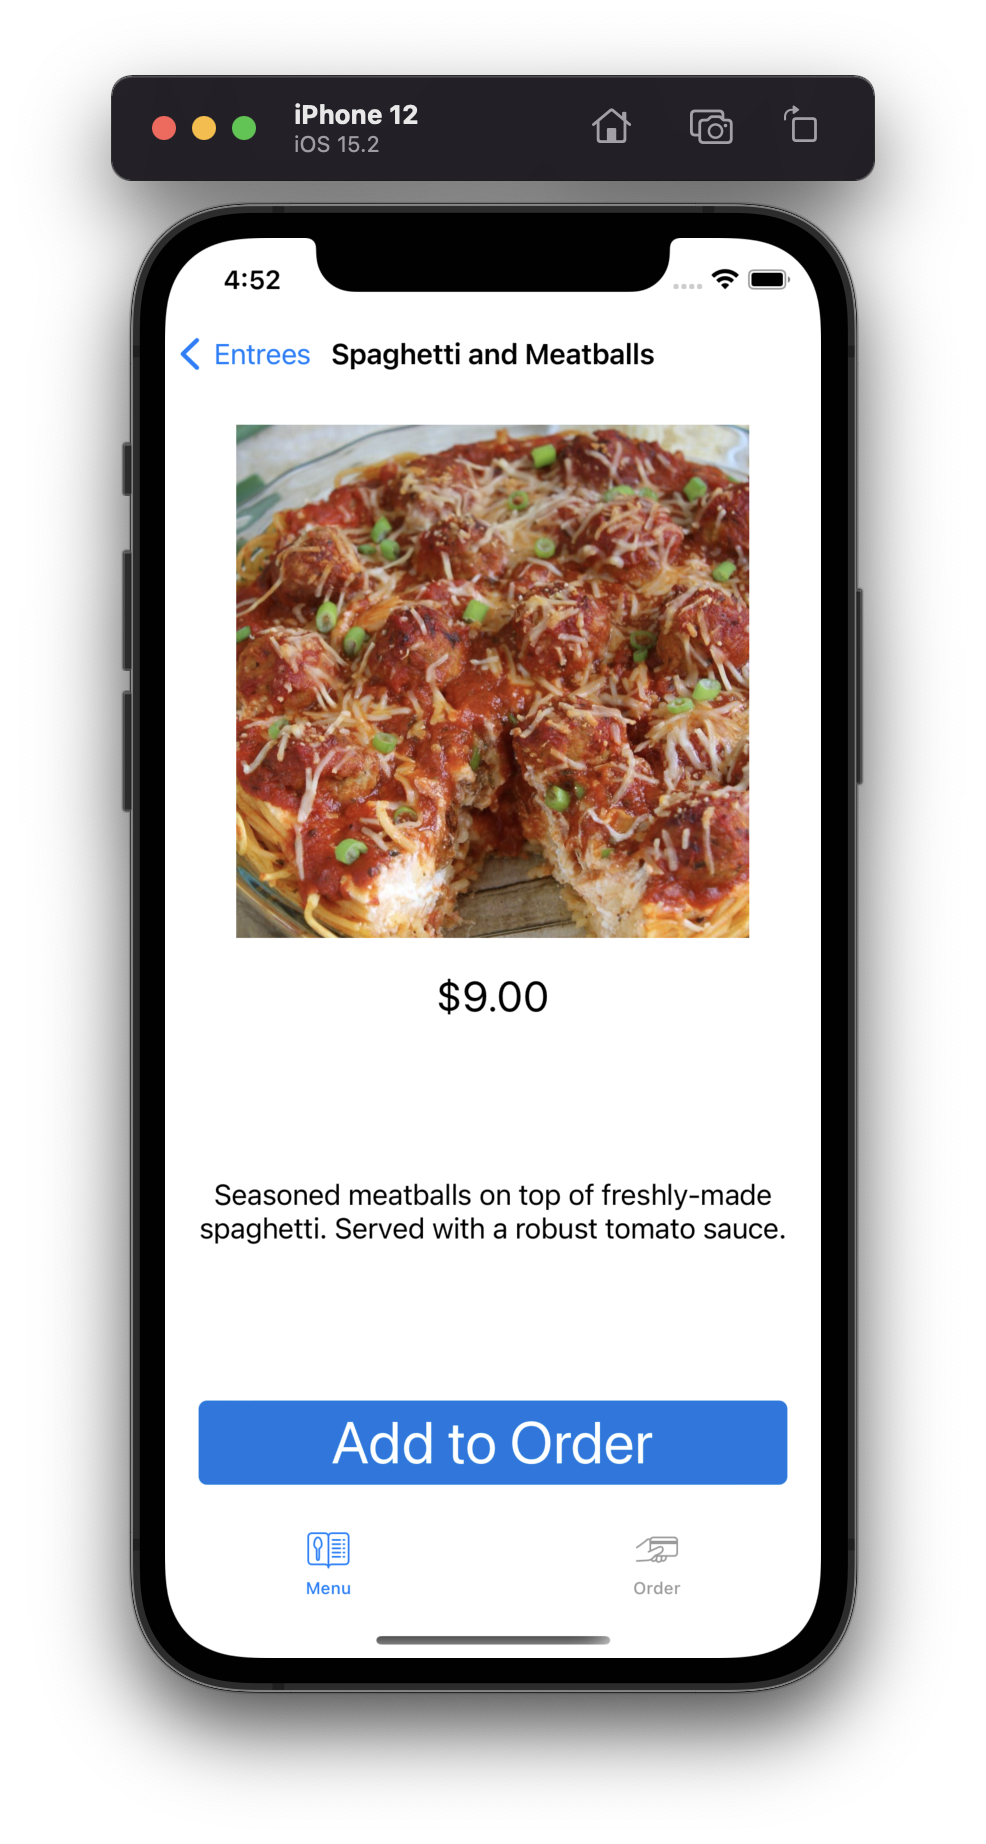 iPhone 12
iOS 15.2
4:52
Entrees Spaghetti and Meatballs
$9.00
Seasoned meatballs on top of freshly-made
spaghetti. Served with a robust tomato sauce.
Add to Order
Menu Order